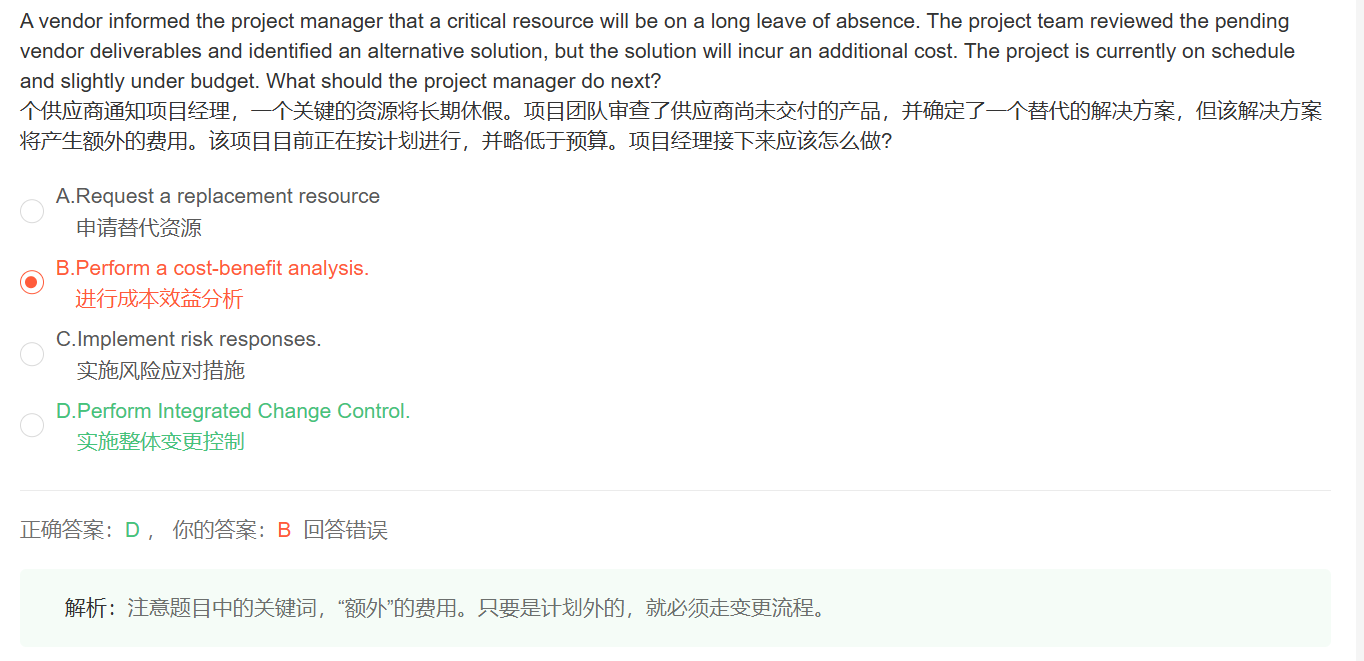 A vendor informed the project manager that a critical resource will be on a long leave of absence. The project team reviewed the pending
vendor deliverables and identified an alternative solution, but the solution will incur an additional cost. The project is currently on schedule
and slightly under budget. What should the project manager do next?
个供应商通知项目经理，一个关键的资源将长期休假。项目团队审查了供应商尚未交付的产品，并确定了一个替代的解决方案，但该解决方案
将产生额外的费用。该项目目前正在按计划进行，并略低于预算。项目经理接下来应该怎么做?
A.Request a replacement resource
申请替代资源
B.Perform a cost-benefit analysis.
进行成本效益分析
C.Implement risk responses.
实施风险应对措施
D.Perform Integrated Change Control.
实施整体变更控制
正确答案：D ， 你的答案：B 回答错误
解析：注意题目中的关键词，“额外”的费用。只要是计划外的，就必须走变更流程。